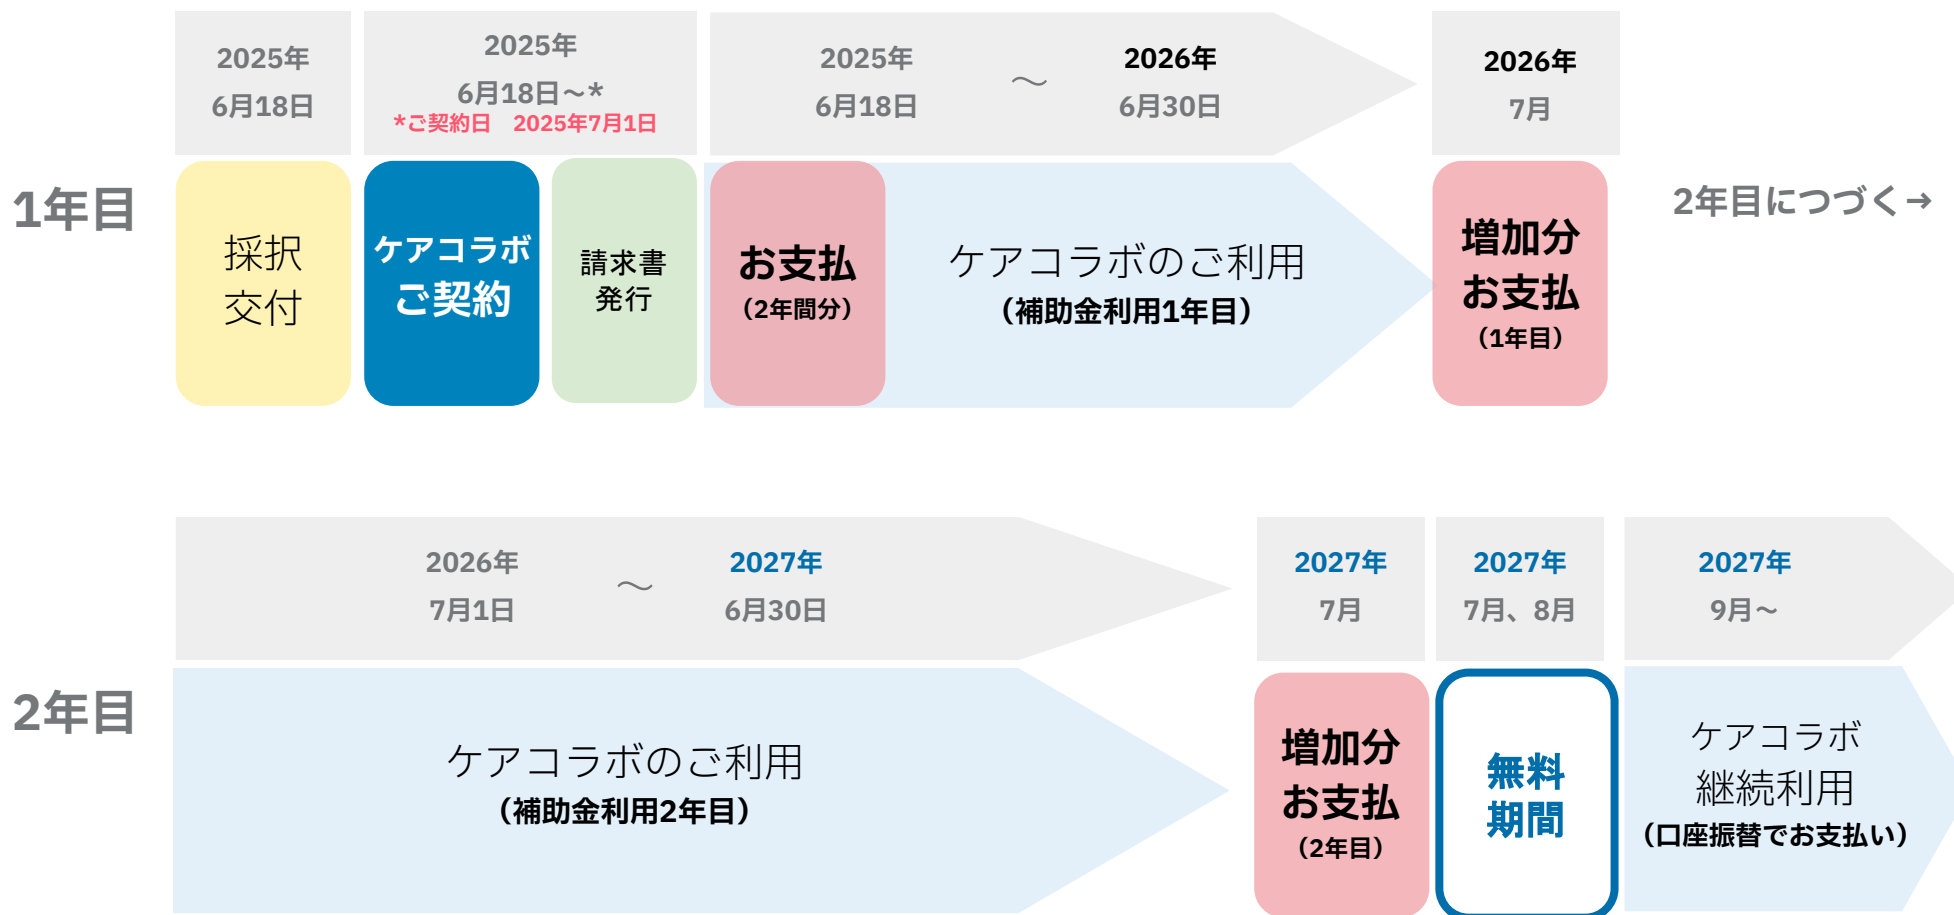 1年目
2025年
6月18日
2025年
6月18日～*
*ご契約日　2025年7月1日
2025年
6月18日
～
2026年
6月30日
2026年
7月
採択
交付
ケアコラボ
ご契約
請求書
発行
お支払
（2年間分）
ケアコラボのご利用
（補助金利用1年目）
増加分
お支払
（1年目）
2年目につづく→
2年目
2026年
7月1日
～
2027年
6月30日
2027年
7月
2027年
7月、8月
2027年
9月～
ケアコラボのご利用
（補助金利用2年目）
増加分
お支払
（2年目）
無料
期間
ケアコラボ
継続利用
（口座振替でお支払い）